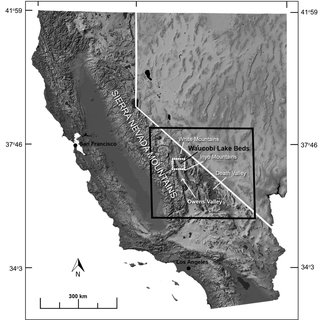 41°59
37°46
34°3
41°59
37°46
34°3
SIERRA NEVADA MOUNTAINS
San Francisco
White Mountains
Waucobi Lake Beds
Inyo Mountains
Death Valley
Owens Valley
Los Angeles
N
300 km